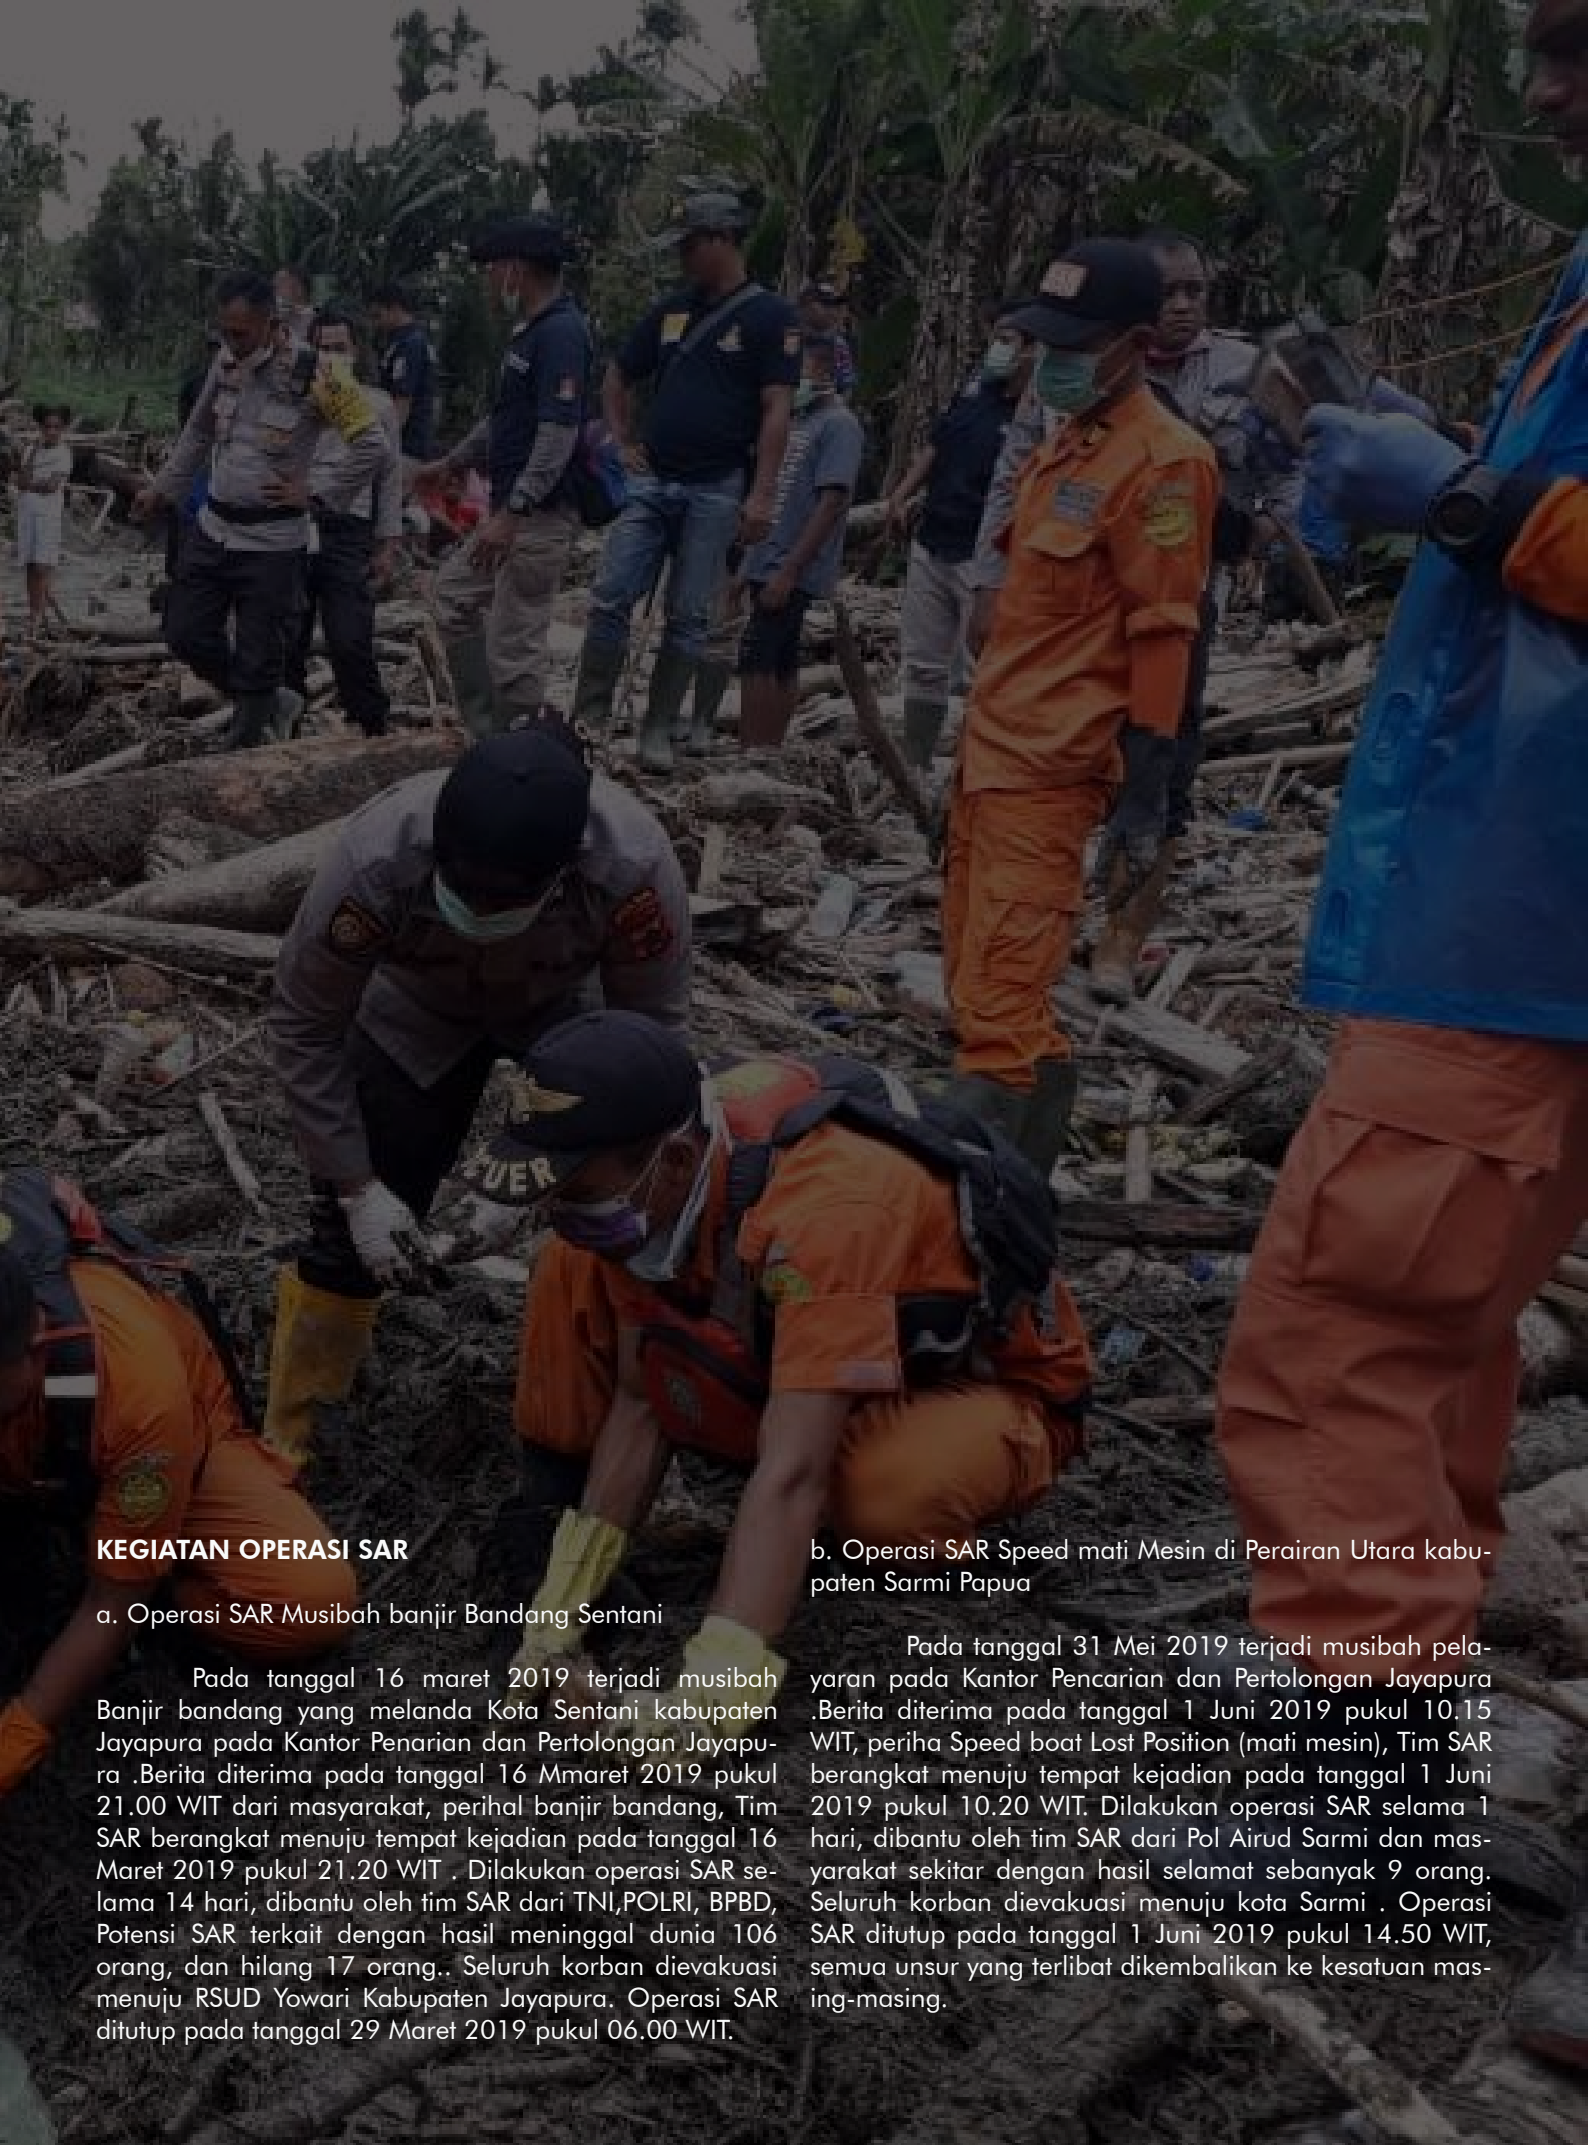 KEGIATAN OPERASI SAR
a. Operasi SAR Musibah banjir Bandang Sentani
Pada tanggal 16 maret 2019 terjadi musibah
Banjir bandang yang melanda Kota Sentani kabupaten
Jayapura pada Kantor Penarian dan Pertolongan Jayapu-
ra .Berita diterima pada tanggal 16 Mmaret 2019 pukul
21.00 WIT dari masyarakat, perihal banjir bandang, Tim
SAR berangkat menuju tempat kejadian pada tanggal 16
Maret 2019 pukul 21.20 WIT . Dilakukan operasi SAR se-
lama 14 hari, dibantu oleh tim SAR dari TNI,POLRI, BPBD,
Potensi SAR terkait dengan hasil meninggal dunia 106
orang, dan hilang 17 orang.. Seluruh korban dievakuasi
menuju RSUD Yowari Kabupaten Jayapura. Operasi SAR
ditutup pada tanggal 29 Maret 2019 pukul 06.00 WIT.
b. Operasi SAR Speed mati Mesin di Perairan Utara kabu-
paten Sarmi Papua
Pada tanggal 31 Mei 2019 terjadi musibah pela-
yaran pada Kantor Pencarian dan Pertolongan Jayapura
.Berita diterima pada tanggal 1 Juni 2019 pukul 10.15
WIT, periha Speed boat Lost Position (mati mesin), Tim SAR
berangkat menuju tempat kejadian pada tanggal 1 Juni
2019 pukul 10.20 WIT. Dilakukan operasi SAR selama 1
hari, dibantu oleh tim SAR dari Pol Airud Sarmi dan mas-
yarakat sekitar dengan hasil selamat sebanyak 9 orang.
Seluruh korban dievakuasi menuju kota Sarmi . Operasi
SAR ditutup pada tanggal 1 Juni 2019 pukul 14.50 WIT,
semua unsur yang terlibat dikembalikan ke kesatuan mas-
ing-masing.